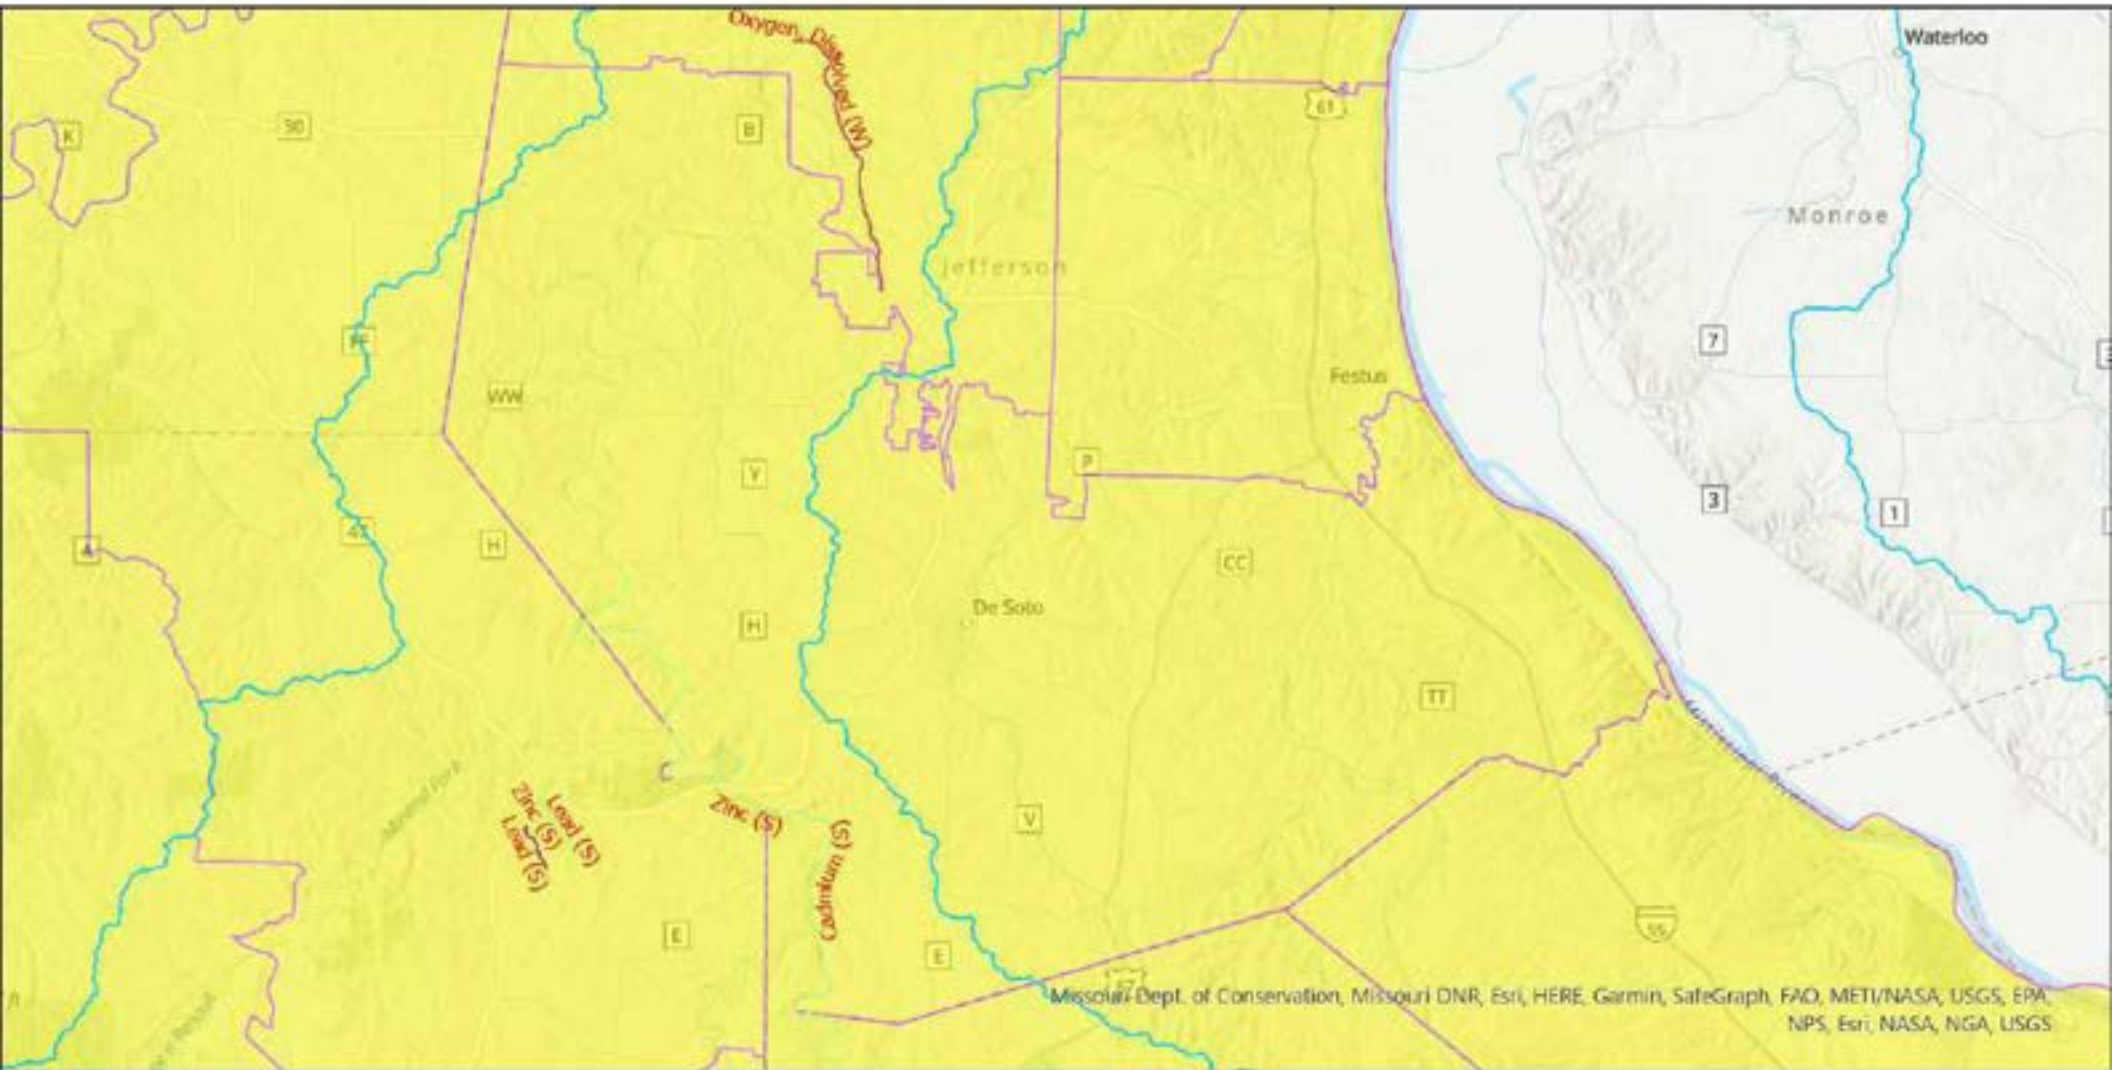 Oxygen, Dissolved (W)
Waterloo
61
K
30
B
Monroe
Jefferson
7
FF
Festus
WW
P
Y
3
1
A
H
CC
De Soto
H
TT
C
Zinc (S)
Lead (S)
Lead (S)
Zinc (S)
Cadmium (S)
V
E
E
55
Missouri Dept. of Conservation, Missouri DNR, Esri, HERE, Garmin, SafeGraph, FAO, METI/NASA, USGS, EPA,
NPS, Esri, NASA, NGA, USGS